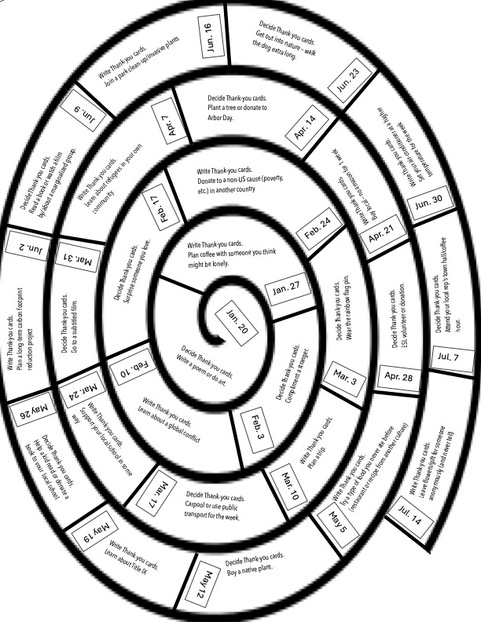 Jan. 20
Decide Thank-you cards.
Write a poem or do art.
Write Thank-you cards.
Plan coffee with someone you think
might be lonely.
Jan. 27
Decide Thank-you cards.
Compliment a stranger.
Feb. 3
Write Thank-you cards.
Learn about a global conflict
Feb. 10
Decide Thank-you cards.
Surprise someone you love.
Feb. 17
Write Thank-you cards.
Donate to a non-US cause (poverty,
etc.) in another country
Feb. 24
Decide Thank-you cards.
Wear the rainbow flag pin.
Mar. 3
Write Thank-you cards.
Plan a trip.
Mar. 10
Decide Thank-you cards.
Carpool or use public
transport for the week.
Mar. 17
Write Thank-you cards.
Support your local school in some
way
Mar. 24
Decide Thank-you cards.
Go to a subtitled film.
Mar. 31
Write Thank-you cards.
Learn about refugees in your own
community.
Apr. 7
Decide Thank-you cards.
Plant a tree or donate to
Arbor Day.
Apr. 14
Write Thank-you cards.
Buy local no amazon for a week
Apr. 21
Decide Thank-you cards.
ESL volunteer or donation.
Apr. 28
Write Thank-you cards.
Try a type of food you never ate before
(restaurant or recipe from another culture)
May 5
Decide Thank-you cards.
Buy a native plant.
May 12
Write Thank-you cards.
Learn about Title IX
May 19
Decide Thank-you cards.
Help a kid read or donate a
book to your local school
May 26
Write Thank-you cards.
Plan a long-term carbon footprint
reduction project
Jun. 2
Decide Thank-you cards.
Read a book or watch a film
by/about a marginalized group.
Jun. 9
Write Thank-you cards.
Join a park clean up/invasive plants
Jun. 16
Decide Thank-you cards.
Get out into nature - walk
the dog extra long.
Jun. 23
Write Thank-you cards.
Set your air conditioner at a higher
temperature for the week.
Jun. 30
Decide Thank-you cards.
Attend your local rep's town hall/coffee
hour.
Jul. 7
Write Thank-you cards.
Leave flowers/gift for someone
anonymously (and never tell)
Jul. 14